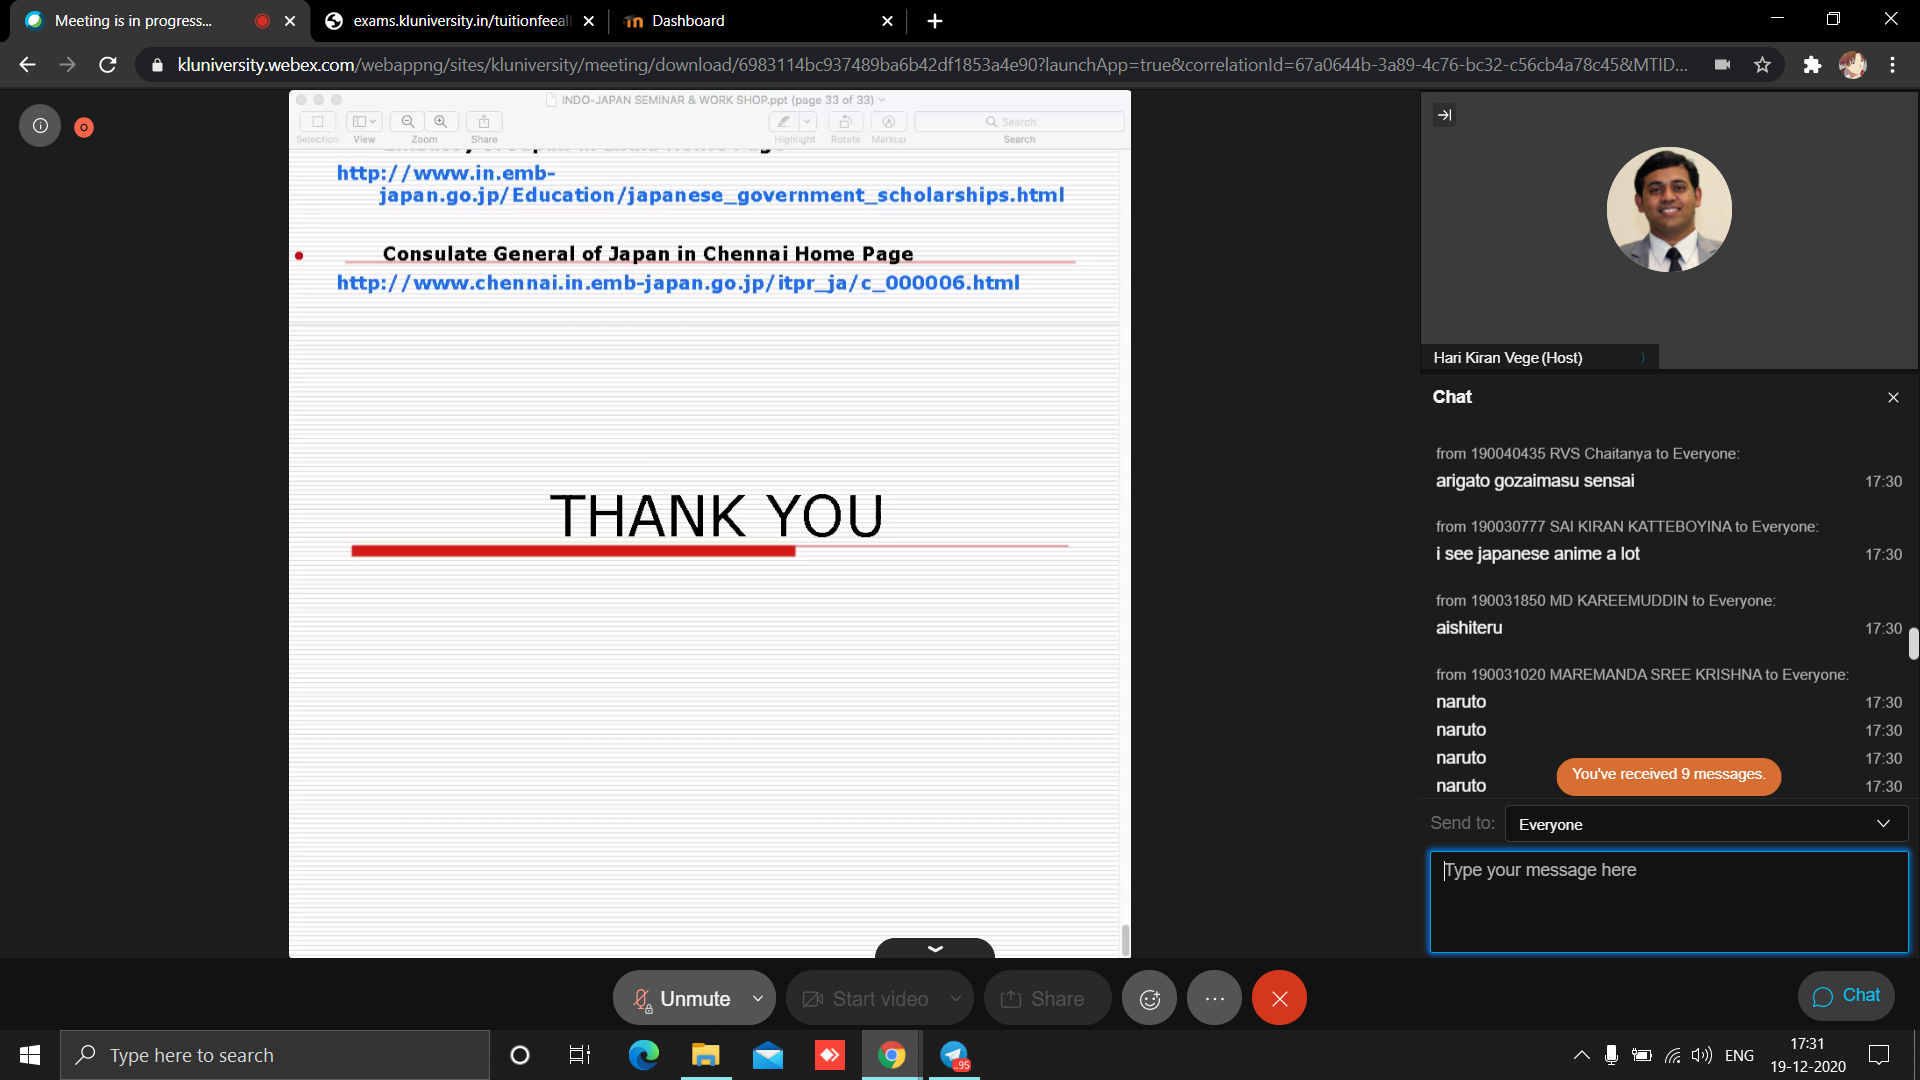 Meeting is in progress...
exams.kluniversity.in/tuitionfeeall
Dashboard
kluniversity.webex.com/webappng/sites/kluniversity/meeting/download/6983114bc937489ba6b42df1853a4e90?launchApp=true&correlationId=67a0644b-3a89-4c76-bc32-c56cb4a78c45&MTID...
INDO-JAPAN SEMINAR & WORK SHOP.ppt (page 33 of 33)
Search
Selection View Zoom Share Highlight Rotate Markup Search
http://www.in.emb-
japan.go.jp/Education/japanese_government_scholarships.html
Consulate General of Japan in Chennai Home Page
http://www.chennai.in.emb-japan.go.jp/itpr_ja/c_000006.html
THANK YOU
Hari Kiran Vege (Host)
Chat
from 190040435 RVS Chaitanya to Everyone:
arigato gozaimasu sensai 17:30
from 190030777 SAI KIRAN KATTEBOYINA to Everyone:
i see japanese anime a lot 17:30
from 190031850 MD KAREEMUDDIN to Everyone:
aishiteru 17:30
from 190031020 MAREMANDA SREE KRISHNA to Everyone:
naruto 17:30
naruto 17:30
naruto 17:30
naruto 17:30
You've received 9 messages.
Send to: Everyone
Type your message here
Unmute
Start video
Share
Chat
Type here to search
..95
ENG
17:31
19-12-2020